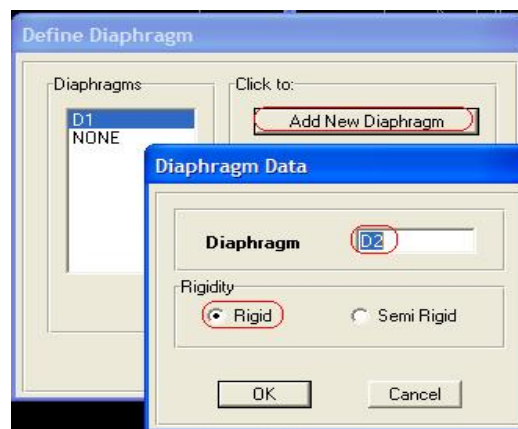 Define Diaphragm
Diaphragms
Click to:
D1
NONE
Add New Diaphragm
Diaphragm Data
Diaphragm
D2
Rigidity
Rigid
Semi Rigid
OK
Cancel